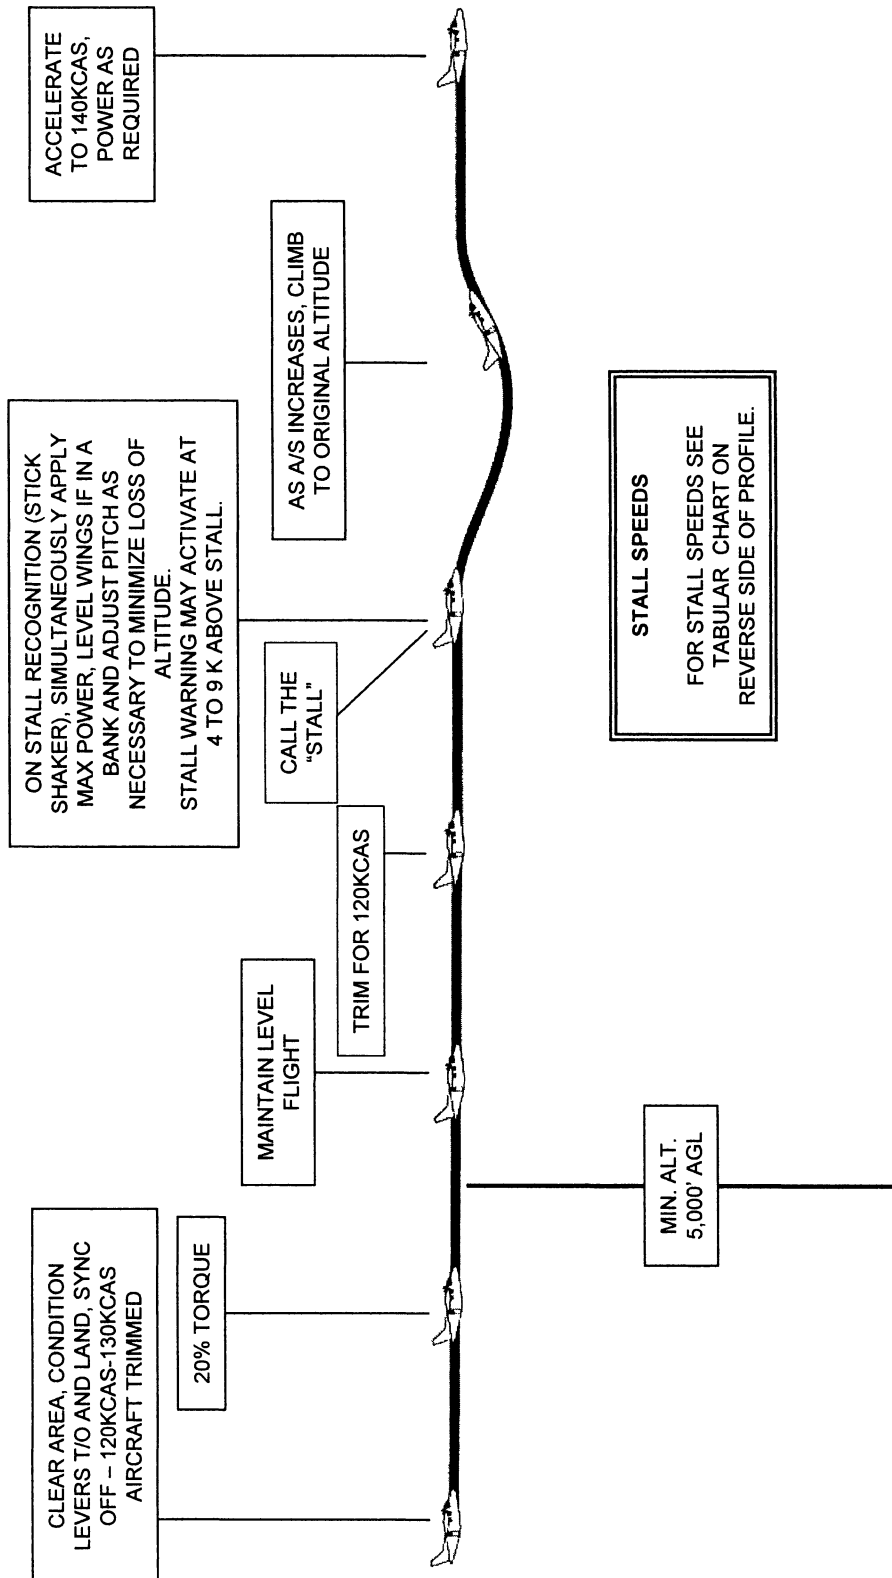 CLEAR AREA, CONDITION
LEVERS T/O AND LAND, SYNC
OFF – 120KCAS-130KCAS
AIRCRAFT TRIMMED
20% TORQUE
MAINTAIN LEVEL
FLIGHT
TRIM FOR 120KCAS
CALL THE
"STALL"
ON STALL RECOGNITION (STICK
SHAKER), SIMULTANEOUSLY APPLY
MAX POWER, LEVEL WINGS IF IN A
BANK AND ADJUST PITCH AS
NECESSARY TO MINIMIZE LOSS OF
ALTITUDE.
STALL WARNING MAY ACTIVATE AT
4 TO 9 K ABOVE STALL.
AS A/S INCREASES, CLIMB
TO ORIGINAL ALTITUDE
ACCELERATE
TO 140KCAS,
POWER AS
REQUIRED
MIN. ALT.
5,000' AGL
STALL SPEEDS
FOR STALL SPEEDS SEE
TABULAR CHART ON
REVERSE SIDE OF PROFILE.